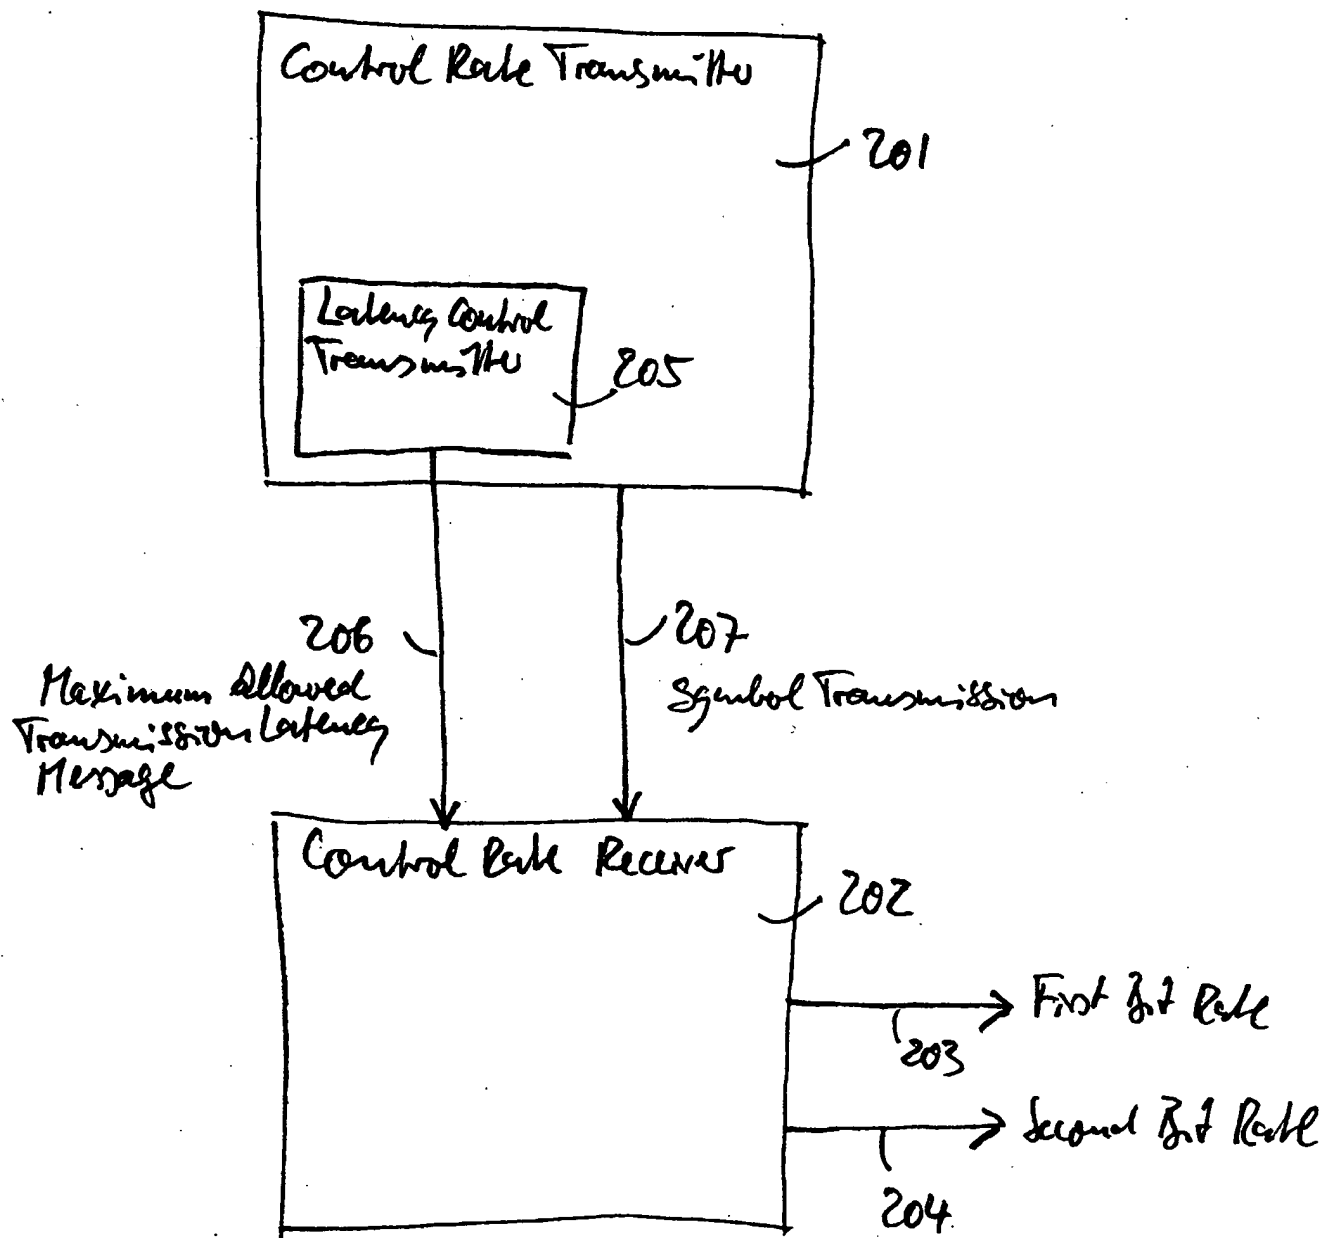 Control Rate Transmitter
201
Latency Control
Transmitter
205
206
207
Maximum Allowed
Transmission Latency
Message
Symbol Transmission
Control Rate Receiver
202
First Bit Rate
203
Second Bit Rate
204